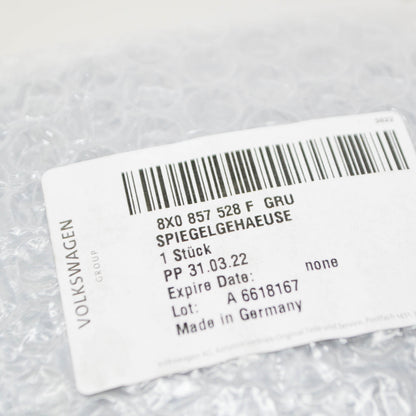 3622
VOLKSWAGEN
GROUP
8X0 857 528 F GRU
SPIEGELGEHAEUSE
1 Stück
PP 31.03.22
Expire Date: none
Lot: A 6618167
Made in Germany